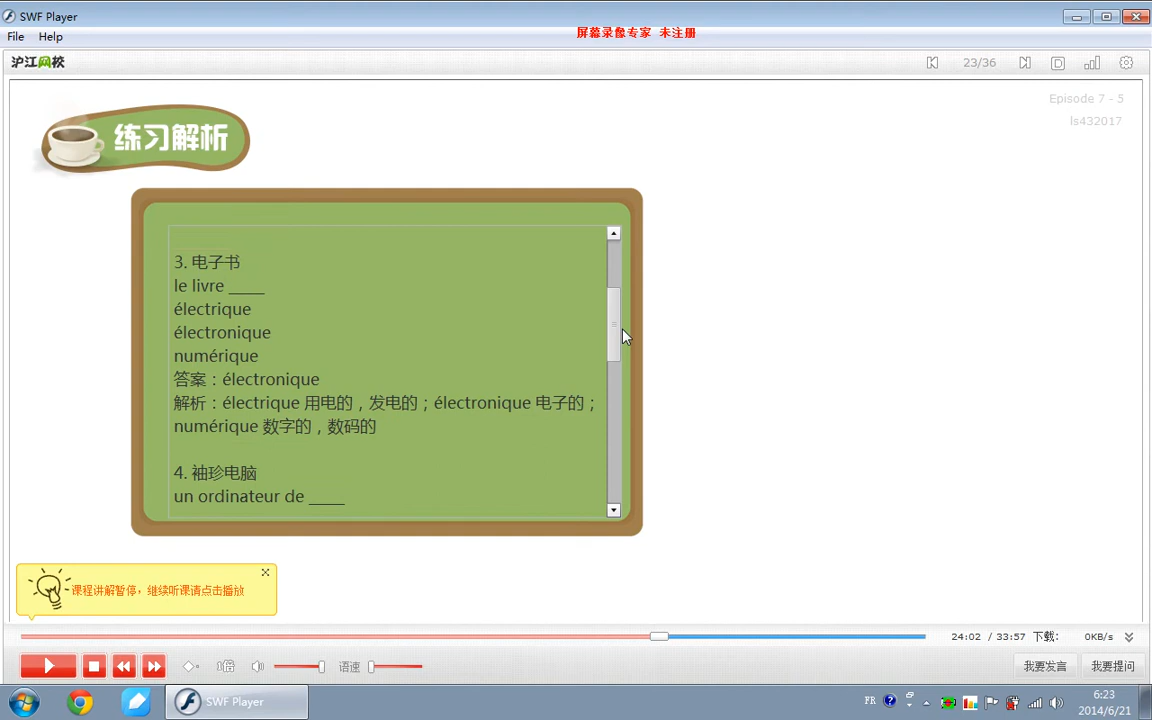 SWF Player
屏幕录像专家 未注册
File Help
沪江网校
23/36
Episode 7 - 5
ls432017
练习解析
3. 电子书
le livre ____
électrique
électronique
numérique
答案：électronique
解析：électrique 用电的，发电的；électronique 电子的；
numérique 数字的，数码的
4. 袖珍电脑
un ordinateur de ____
课程讲解暂停，继续听课请点击播放
24:02 / 33:57 下载： 0KB/s
1倍 语速 我要发言 我要提问
SWF Player
FR
6:23
2014/6/21